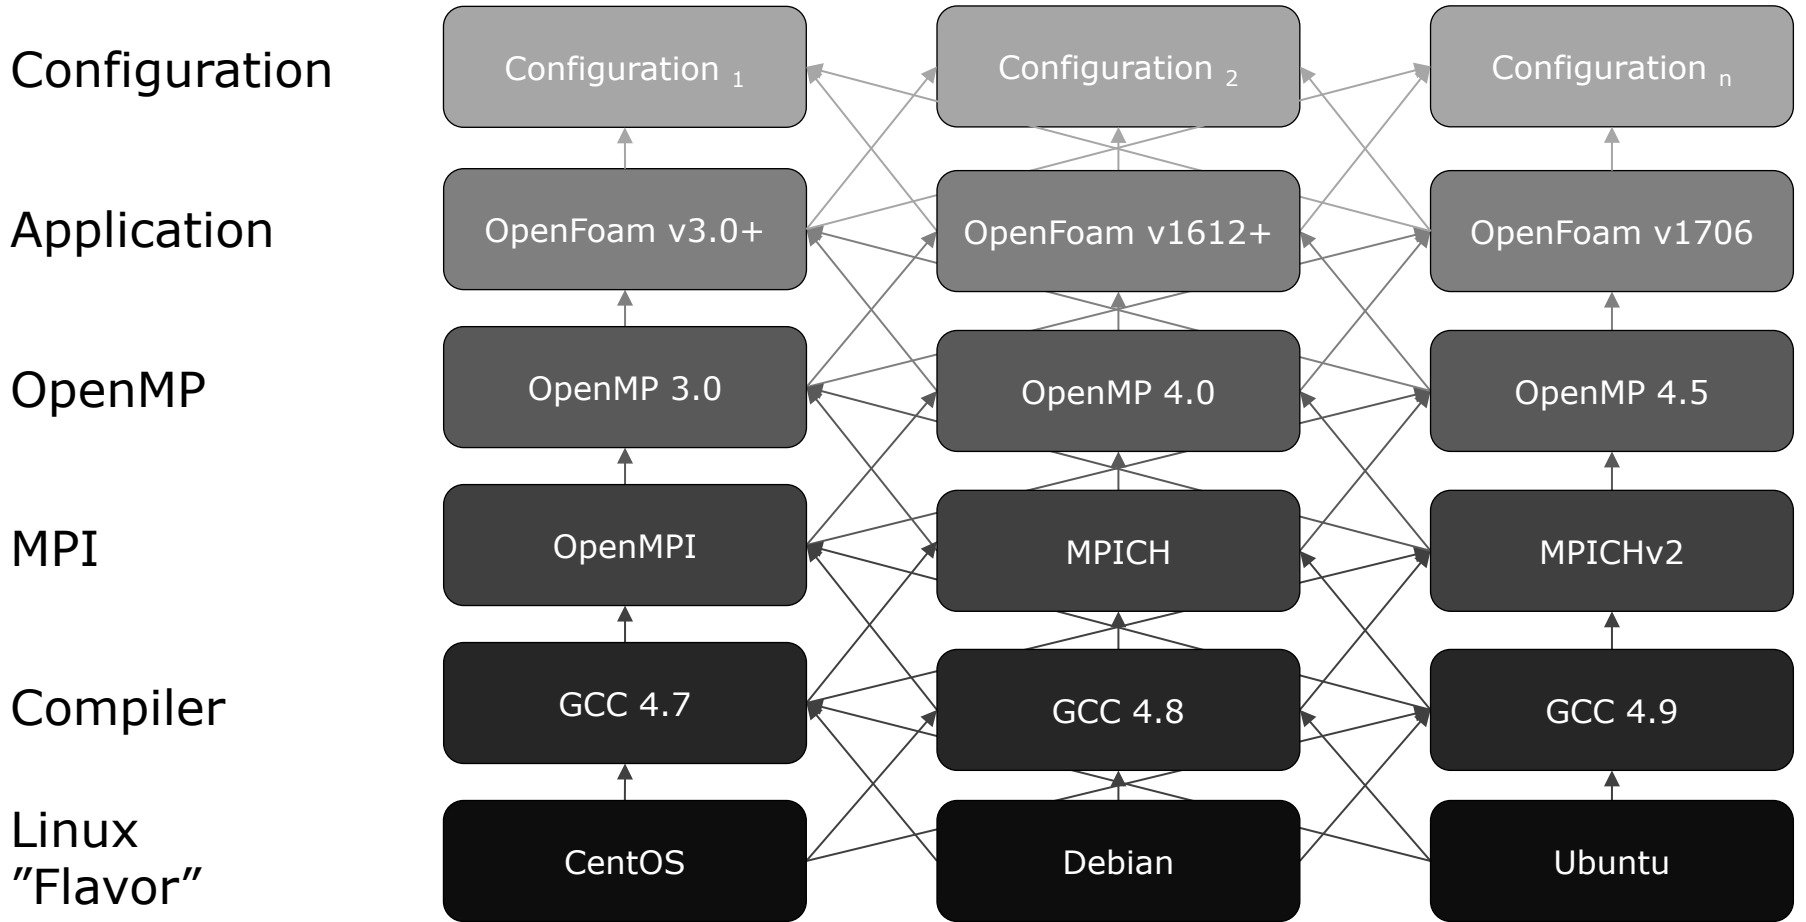 Configuration
Configuration 1
Configuration 2
Configuration n
Application
OpenFoam v3.0+
OpenFoam v1612+
OpenFoam v1706
OpenMP
OpenMP 3.0
OpenMP 4.0
OpenMP 4.5
MPI
OpenMPI
MPICH
MPICHv2
Compiler
GCC 4.7
GCC 4.8
GCC 4.9
Linux
”Flavor”
CentOS
Debian
Ubuntu